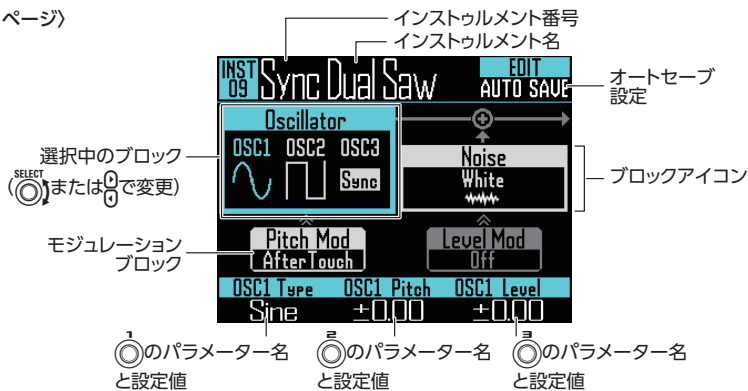 ページ〉
インストゥルメント番号
インストゥルメント名
INST 09
Sync Dual Saw
EDIT
AUTO SAVE
オートセーブ
設定
Oscillator
OSC1 OSC2 OSC3
Sync
選択中のブロック
(SELECTまたはで変更)
Noise
White
ブロックアイコン
モジュレーション
ブロック
Pitch Mod
AfterTouch
Level Mod
Off
OSC1 Type OSC1 Pitch OSC1 Level
Sine ±0.00 ±0.00
1のパラメーター名
と設定値
2のパラメーター名
と設定値
3のパラメーター名
と設定値